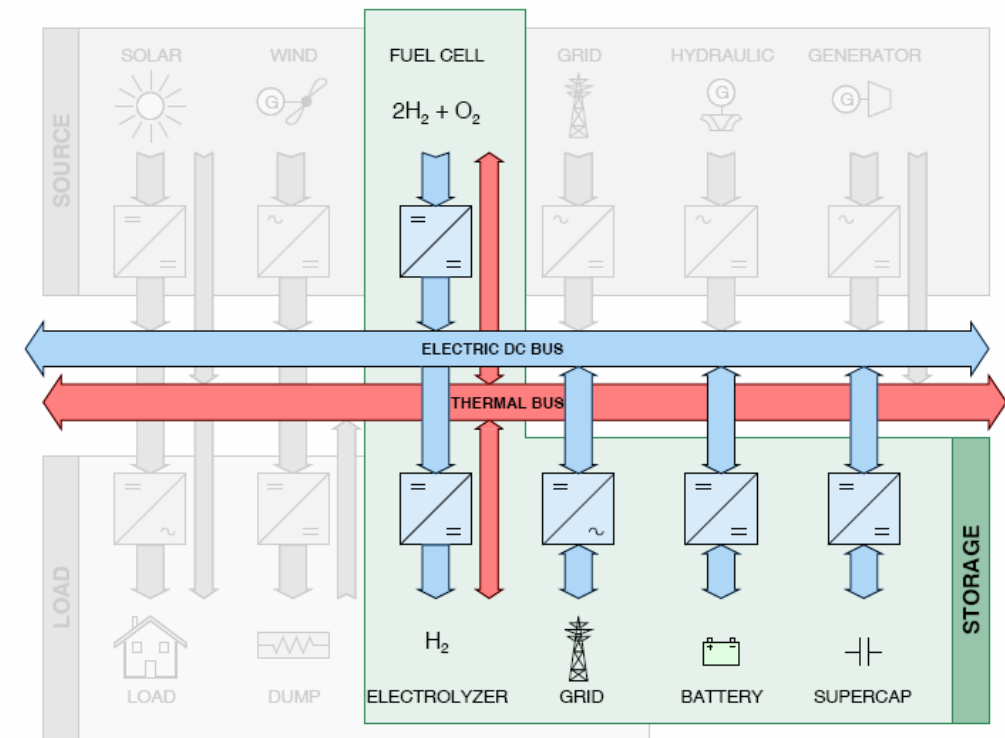 SOLAR
WIND
FUEL CELL
GRID
HYDRAULIC
GENERATOR
SOURCE
G
2H₂ + O₂
G
G
ELECTRIC DC BUS
THERMAL BUS
LOAD
STORAGE
H₂
LOAD
DUMP
ELECTROLYZER
GRID
BATTERY
SUPERCAP